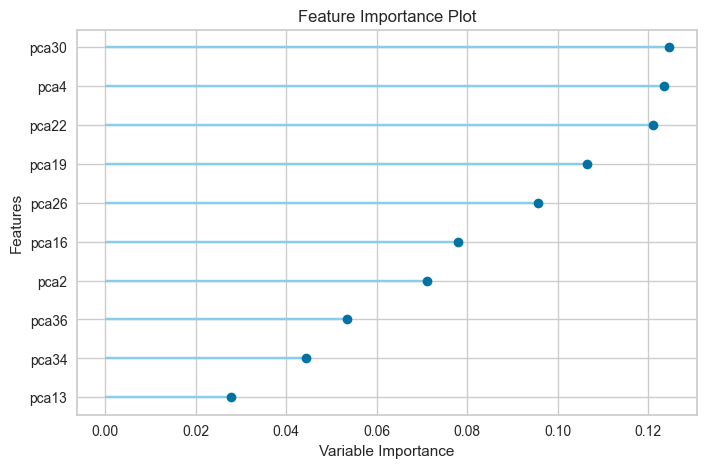 Feature Importance Plot
pca30
pca4
pca22
pca19
pca26
pca16
pca2
pca36
pca34
pca13
Features
0.00 0.02 0.04 0.06 0.08 0.10 0.12
Variable Importance